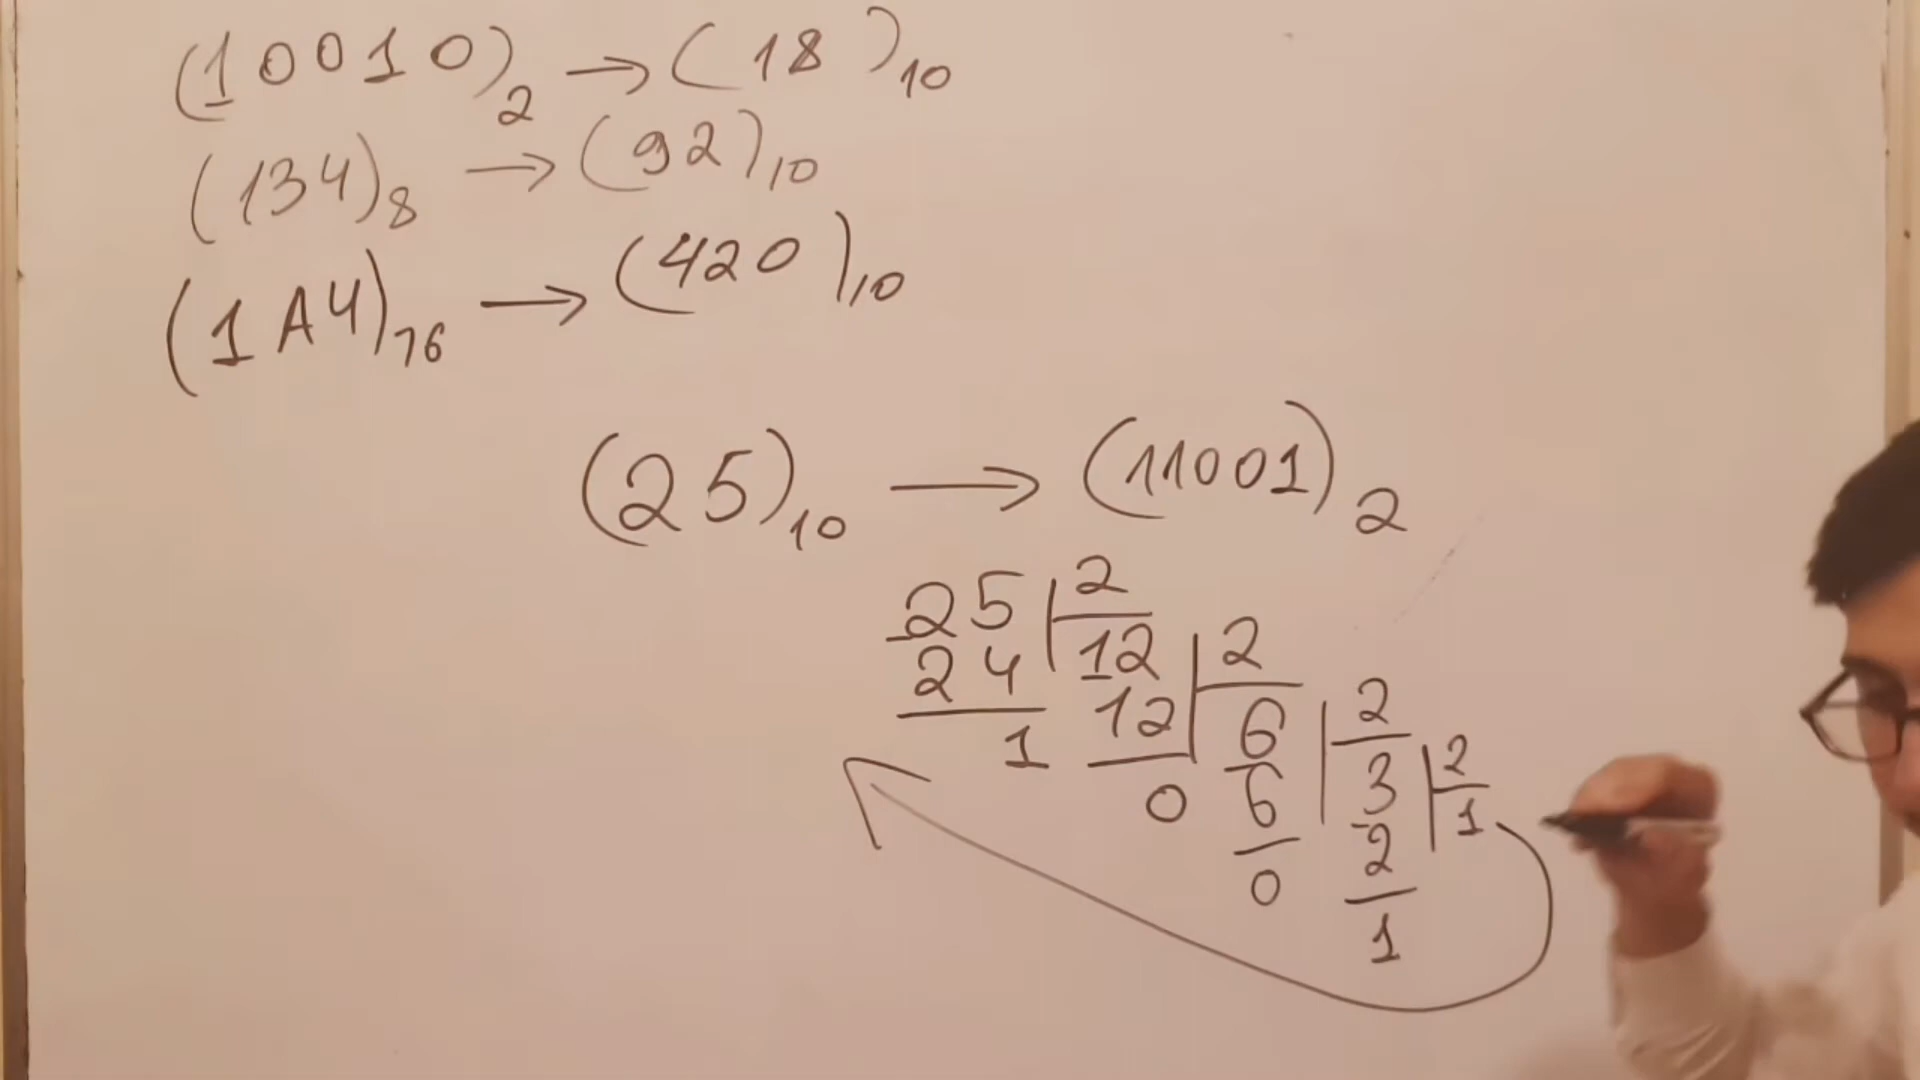 (10010)2 → (18)10
(134)8 → (92)10
(1A4)16 → (420)10
(25)10 → (11001)2
25 2
24 12 2
1 12 6 2
0 6 3 2
0 2 1
1